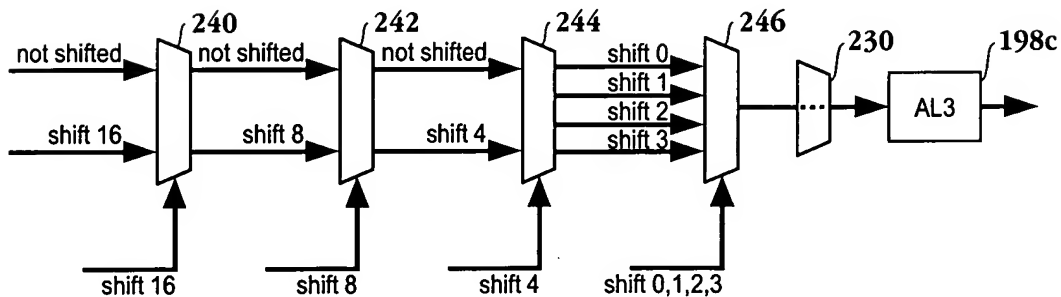 240
242
244
246
230
198c
not shifted
not shifted
not shifted
shift 0
shift 1
shift 2
shift 3
shift 16
shift 8
shift 4
AL3
shift 16
shift 8
shift 4
shift 0,1,2,3